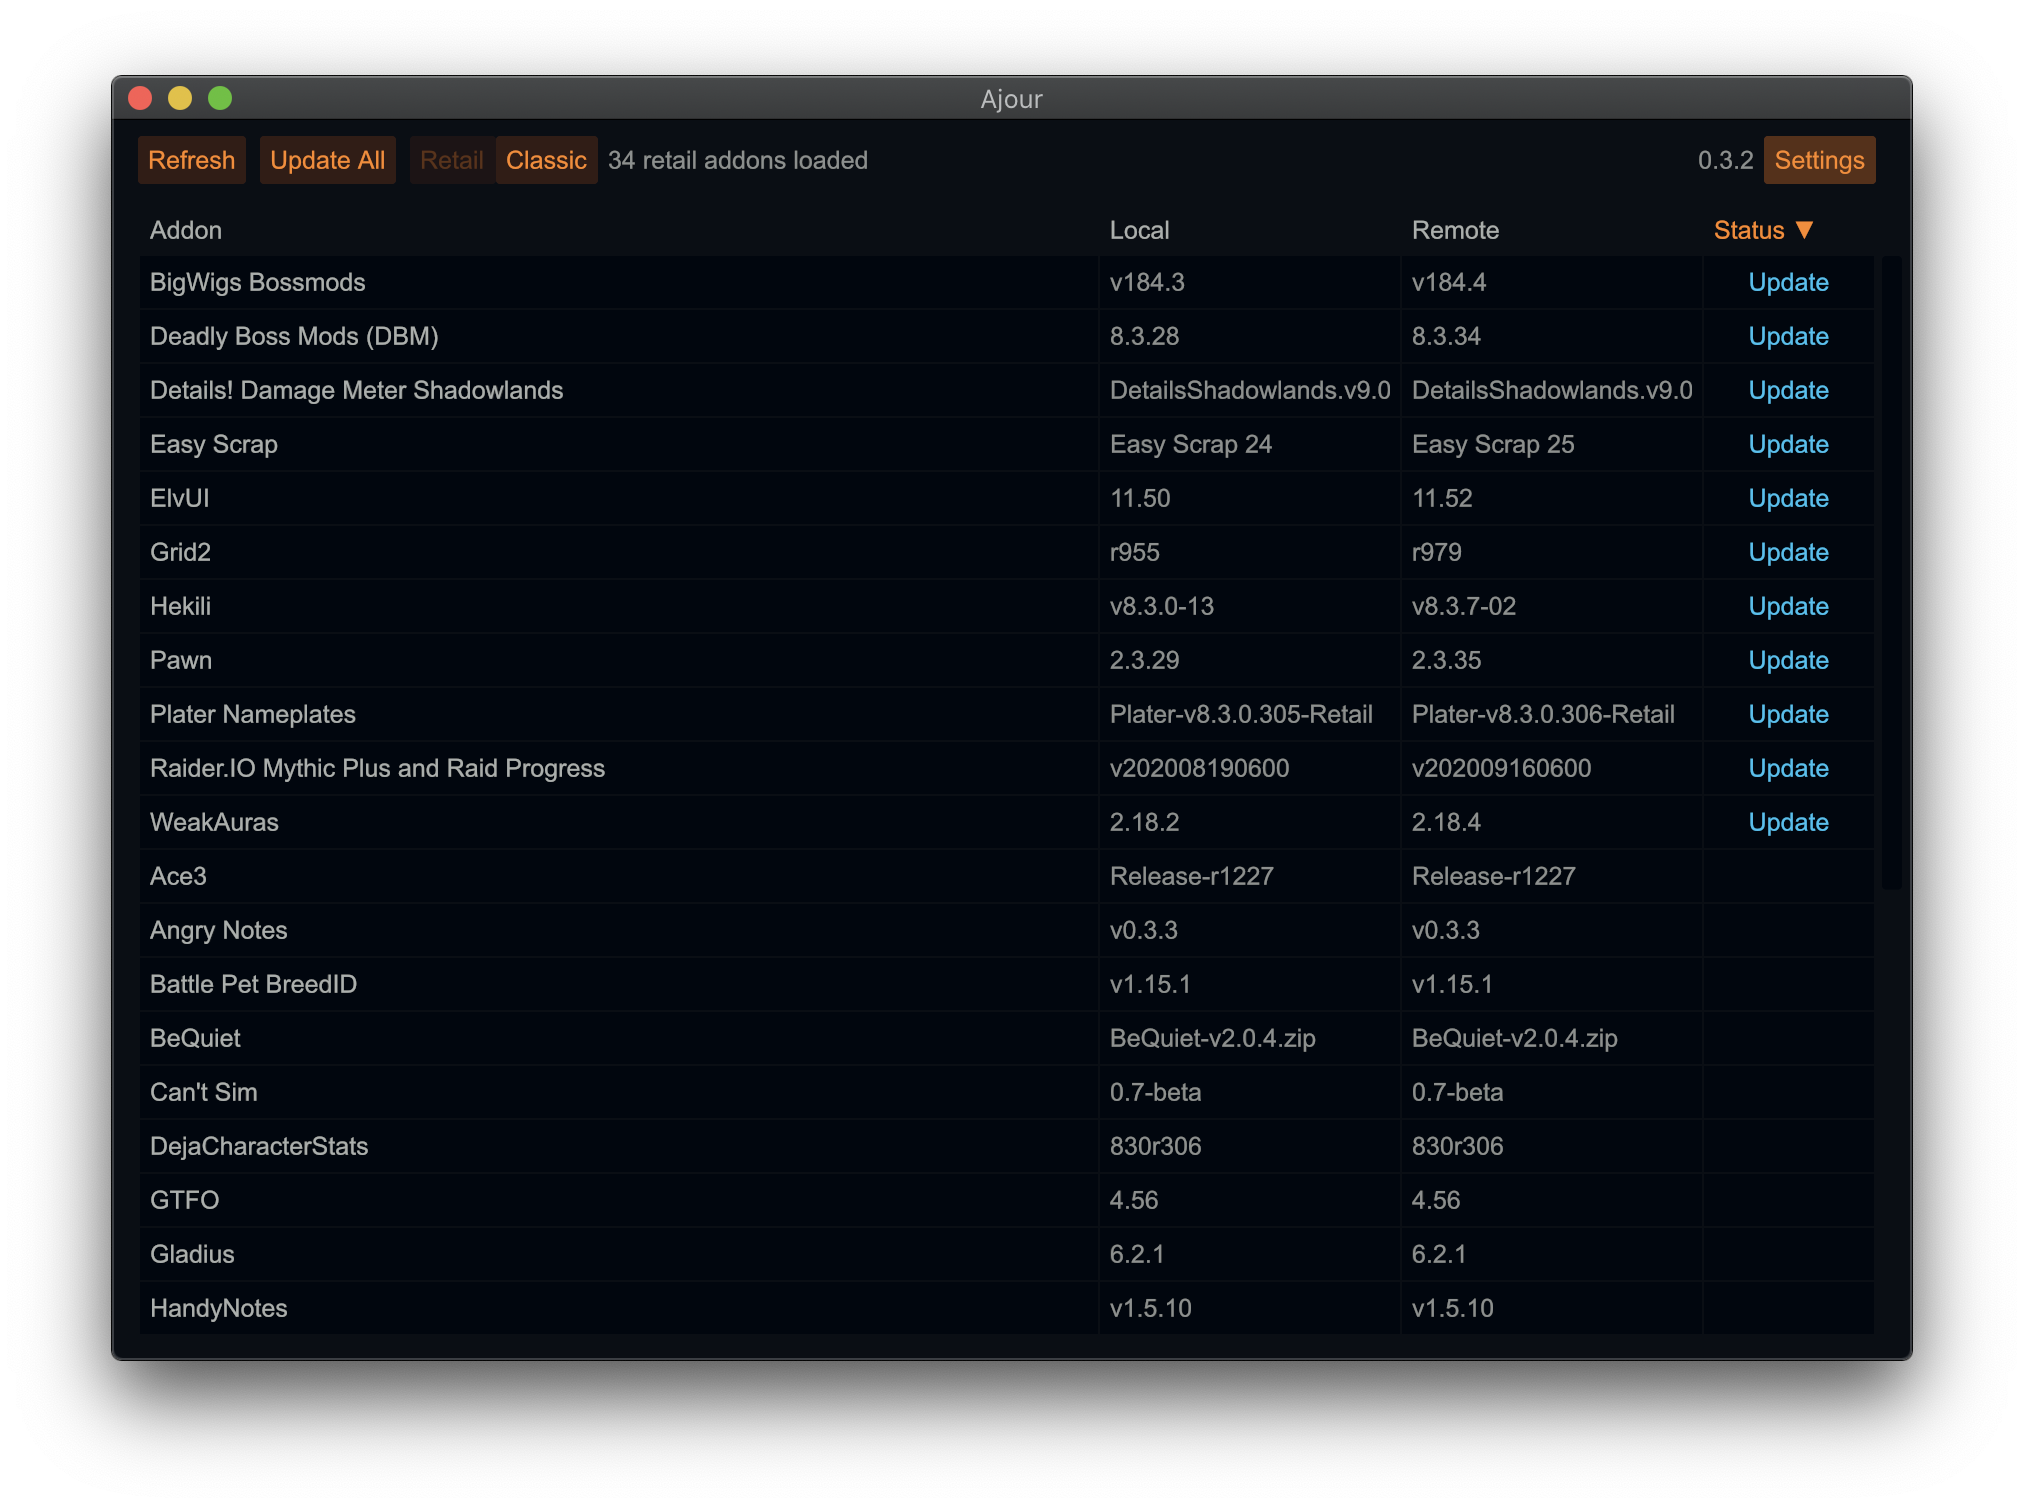 Ajour
Refresh Update All Retail Classic 34 retail addons loaded 0.3.2 Settings
Addon Local Remote Status ▼
BigWigs Bossmods v184.3 v184.4 Update
Deadly Boss Mods (DBM) 8.3.28 8.3.34 Update
Details! Damage Meter Shadowlands DetailsShadowlands.v9.0 DetailsShadowlands.v9.0 Update
Easy Scrap Easy Scrap 24 Easy Scrap 25 Update
ElvUI 11.50 11.52 Update
Grid2 r955 r979 Update
Hekili v8.3.0-13 v8.3.7-02 Update
Pawn 2.3.29 2.3.35 Update
Plater Nameplates Plater-v8.3.0.305-Retail Plater-v8.3.0.306-Retail Update
Raider.IO Mythic Plus and Raid Progress v202008190600 v202009160600 Update
WeakAuras 2.18.2 2.18.4 Update
Ace3 Release-r1227 Release-r1227
Angry Notes v0.3.3 v0.3.3
Battle Pet BreedID v1.15.1 v1.15.1
BeQuiet BeQuiet-v2.0.4.zip BeQuiet-v2.0.4.zip
Can't Sim 0.7-beta 0.7-beta
DejaCharacterStats 830r306 830r306
GTFO 4.56 4.56
Gladius 6.2.1 6.2.1
HandyNotes v1.5.10 v1.5.10